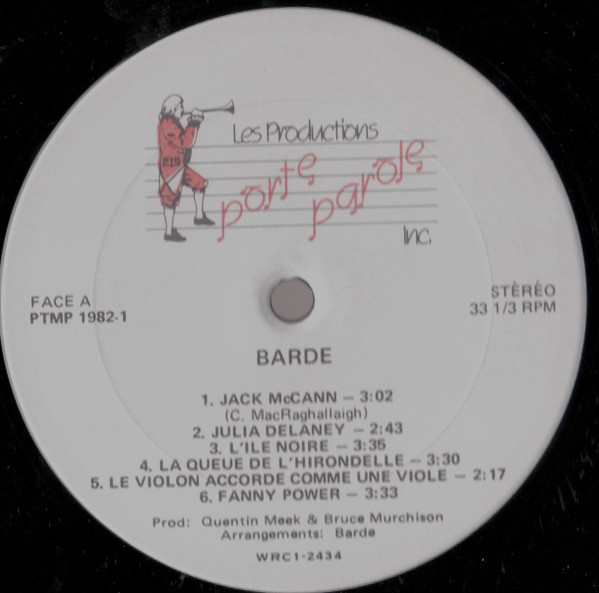 Les Productions
porte
parole
Inc.
FACE A
PTMP 1982-1
STÈRÈO
33 1/3 RPM
BARDE
1. JACK McCANN – 3:02
(C. MacRaghallaigh)
2. JULIA DELANEY – 2:43
3. L'ILE NOIRE – 3:35
4. LA QUEUE DE L'HIRONDELLE – 3:30
5. LE VIOLON ACCORDE COMME UNE VIOLE – 2:17
6. FANNY POWER – 3:33
Prod: Quentin Meek & Bruce Murchison
Arrangements: Barde
WRC1-2434